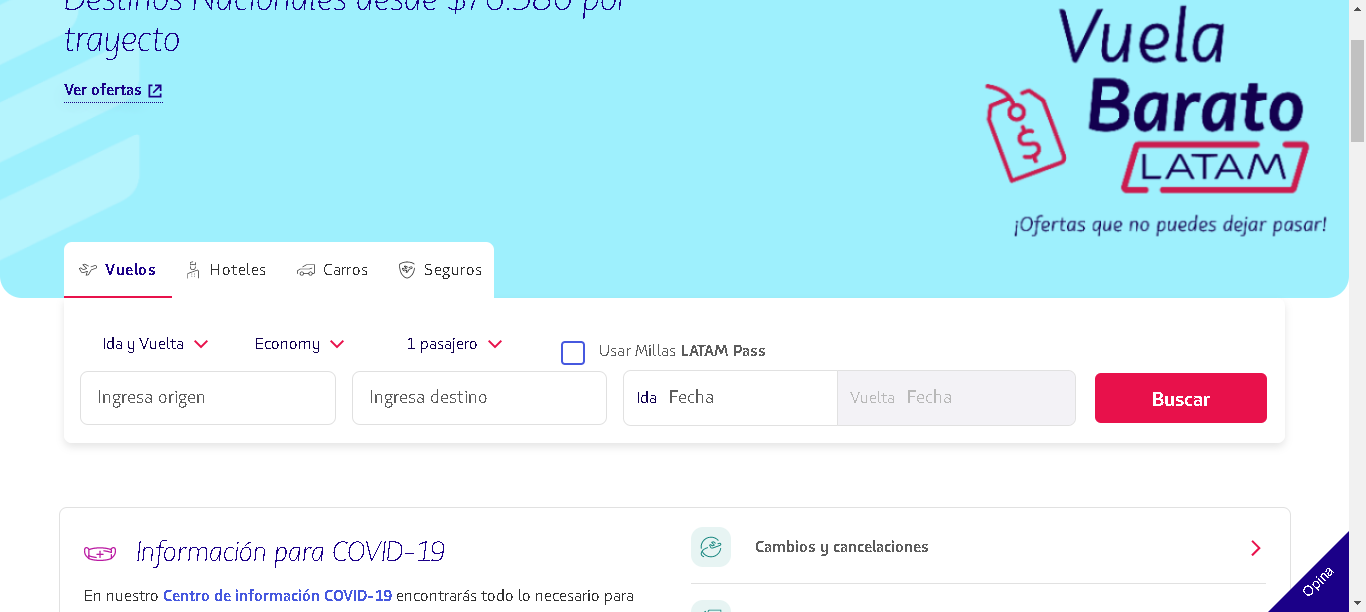 Destinos Nacionales desde $76.580 por
trayecto
Ver ofertas
Vuela
Barato
LATAM
¡Ofertas que no puedes dejar pasar!
Vuelos Hoteles Carros Seguros
Ida y Vuelta Economy 1 pasajero Usar Millas LATAM Pass
Ingresa origen Ingresa destino Ida Fecha Vuelta Fecha Buscar
Información para COVID-19
En nuestro Centro de información COVID-19 encontrarás todo lo necesario para
Cambios y cancelaciones
Opina